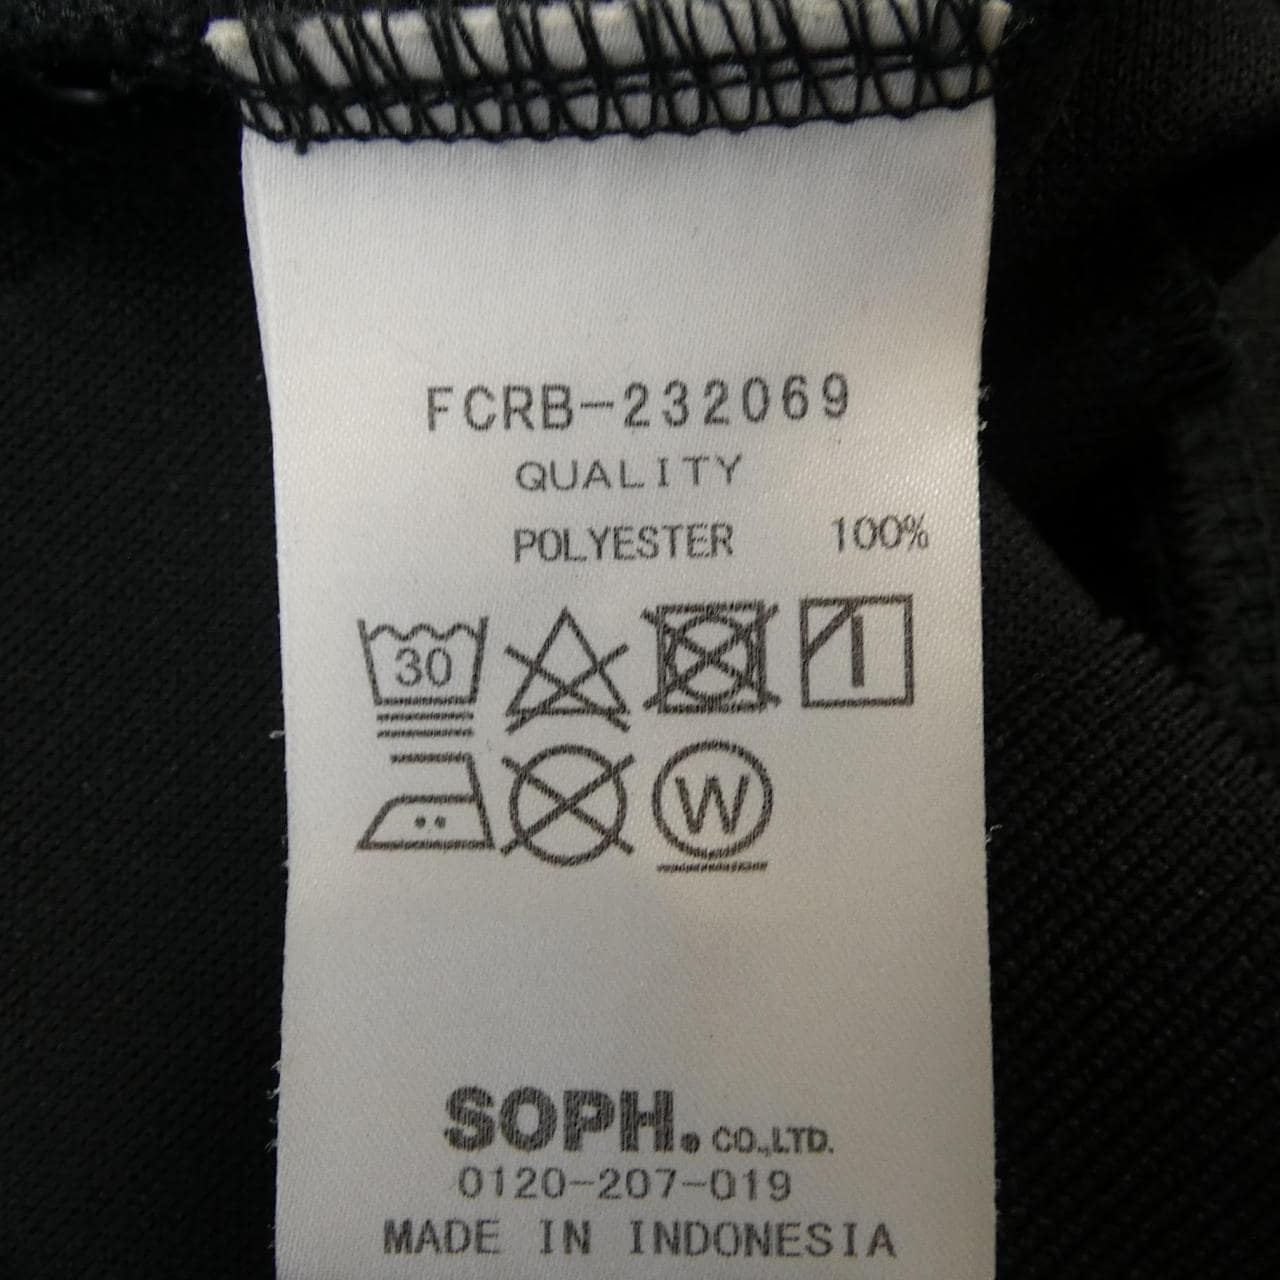 FCRB-232069
QUALITY
POLYESTER 100%
30
W
SOPH. CO.,LTD.
0120-207-019
MADE IN INDONESIA